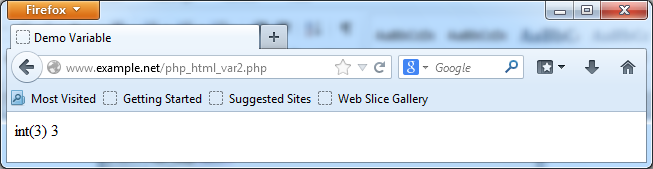 Firefox
Demo Variable
www.example.net/php_html_var2.php
Google
Most Visited Getting Started Suggested Sites Web Slice Gallery
int(3) 3